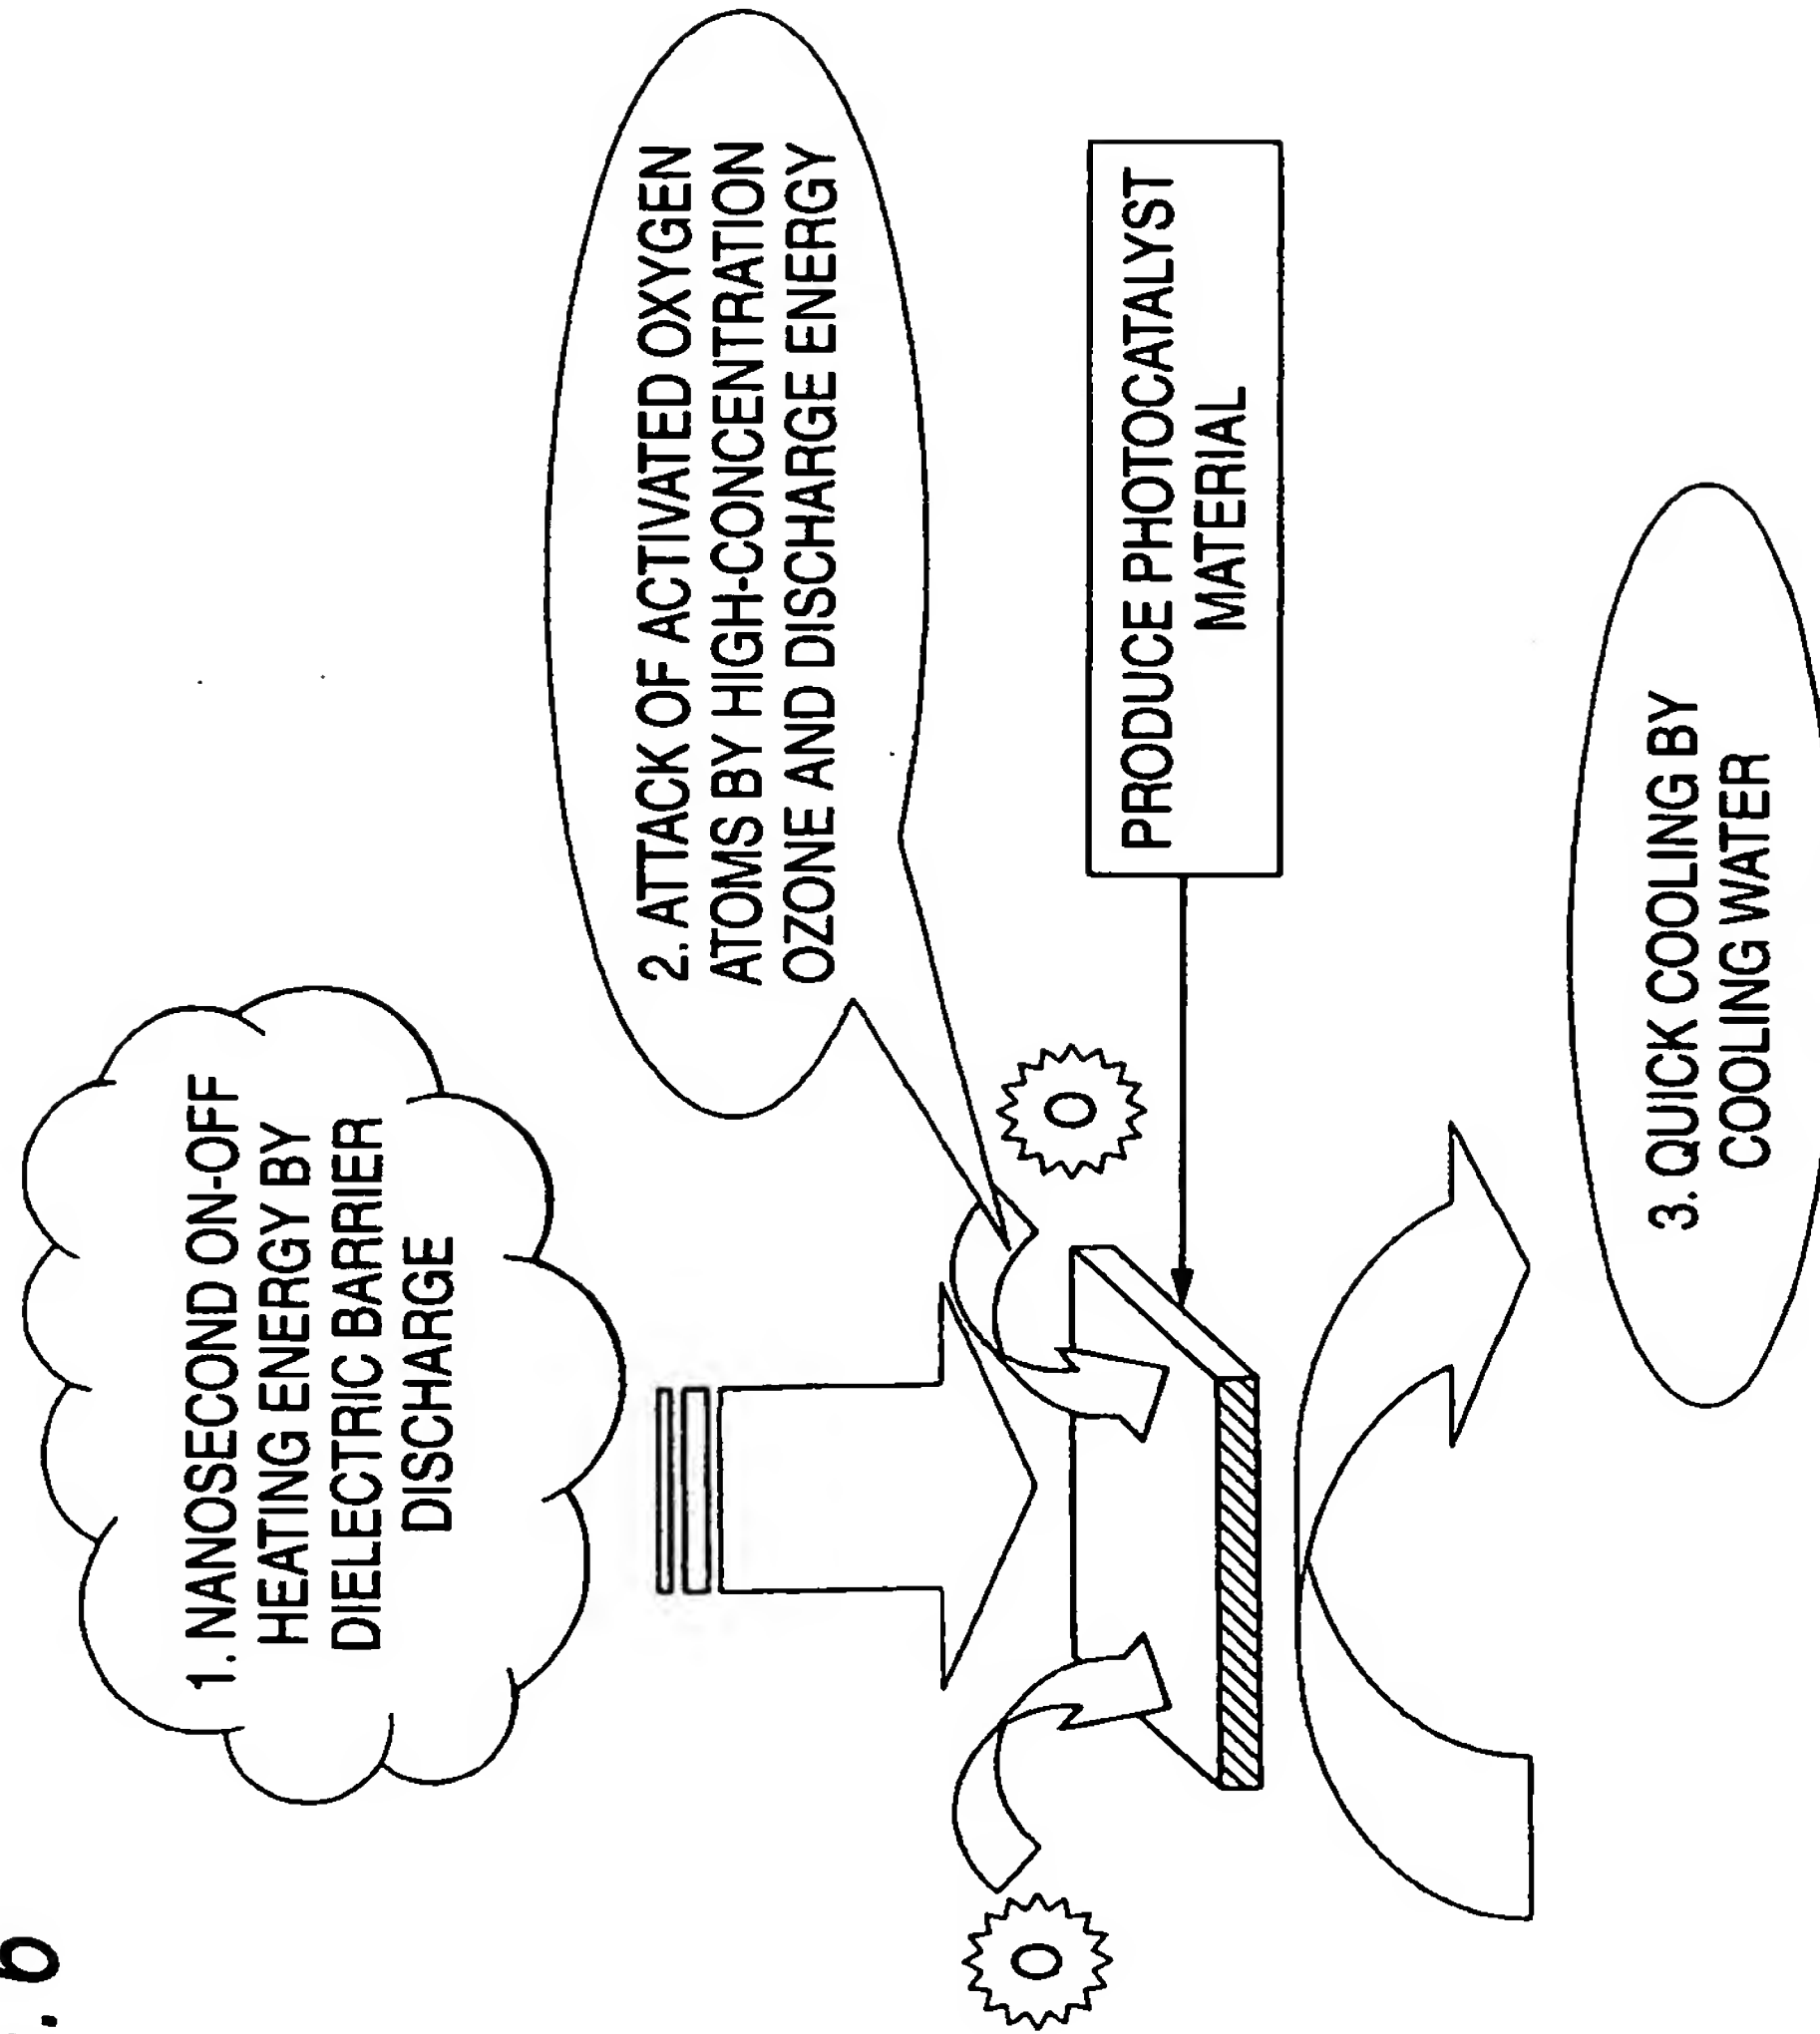 1. NANOSECOND ON-OFF
HEATING ENERGY BY
DIELECTRIC BARRIER
DISCHARGE
2. ATTACK OF ACTIVATED OXYGEN
ATOMS BY HIGH-CONCENTRATION
OZONE AND DISCHARGE ENERGY
O
O
PRODUCE PHOTOCATALYST
MATERIAL
3. QUICK COOLING BY
COOLING WATER